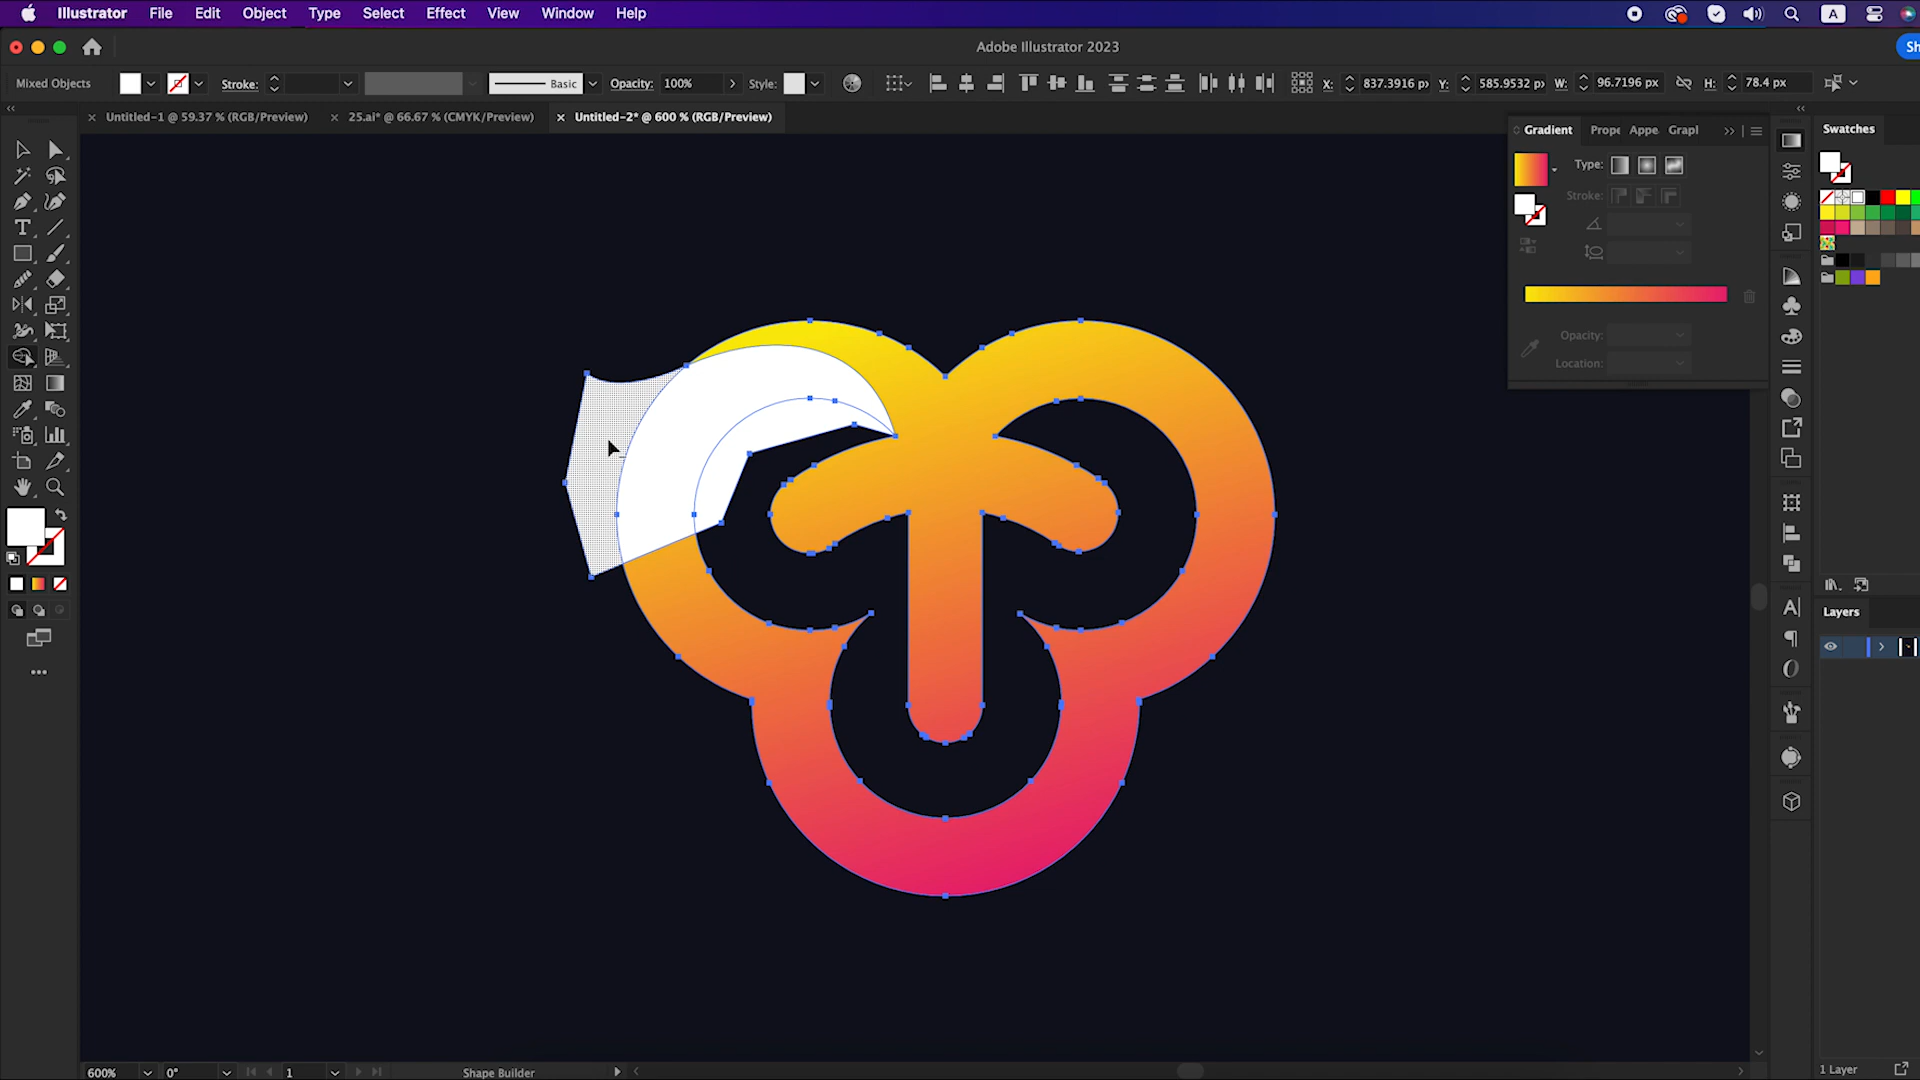 Illustrator File Edit Object Type Select Effect View Window Help A
Adobe Illustrator 2023 Sh
Mixed Objects Stroke: Basic Opacity: 100% Style: X: 837.3916 px Y: 585.9532 px W: 96.7196 px H: 78.4 px
Untitled-1 @ 59.37 % (RGB/Preview) 25.ai* @ 66.67 % (CMYK/Preview) Untitled-2* @ 600 % (RGB/Preview)
Gradient Prope Appe Grapl
Swatches
Type:
Stroke:
Opacity:
Location:
Layers
600% 0° 1 Shape Builder
1 Layer